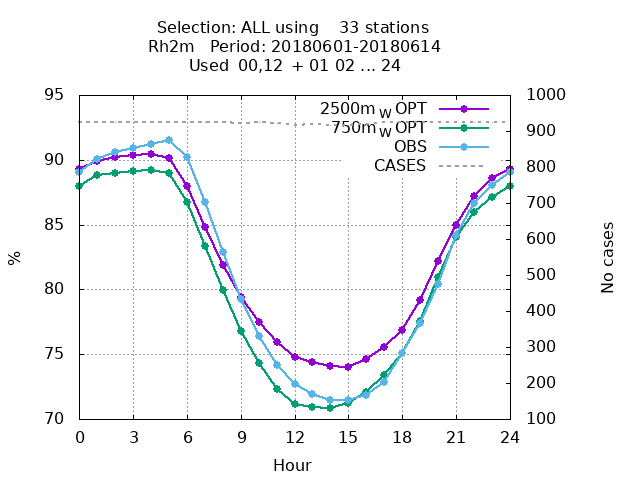 Selection: ALL using 33 stations
Rh2m Period: 20180601-20180614
Used 00,12 + 01 02 ... 24
95
90
85
80
75
70
%
1000
900
800
700
600
500
400
300
200
100
No cases
2500m W OPT
750m W OPT
OBS
CASES
0 3 6 9 12 15 18 21 24
Hour